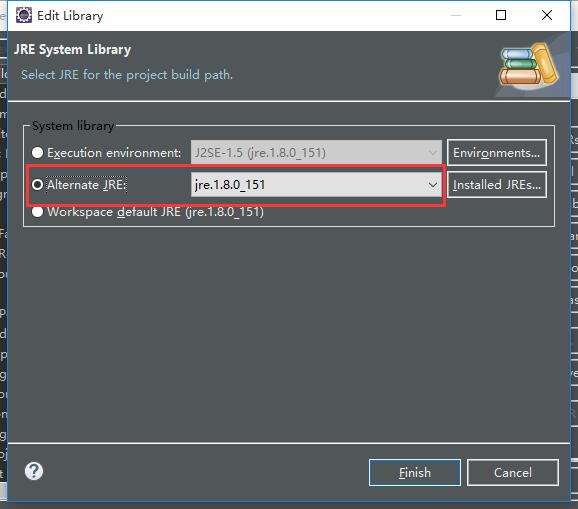 Edit Library
JRE System Library
Select JRE for the project build path.
System library
Execution environment: J2SE-1.5 (jre.1.8.0_151) Environments...
Alternate JRE: jre.1.8.0_151 Installed JREs...
Workspace default JRE (jre.1.8.0_151)
Finish Cancel